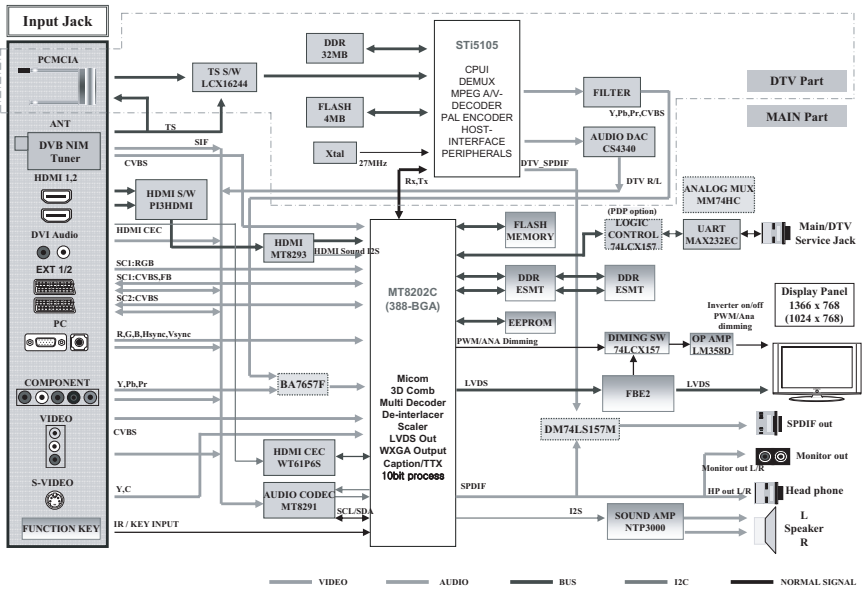 Input Jack
PCMCIA
ANT
DVB NIM
Tuner
HDMI 1,2
DVI Audio
EXT 1/2
PC
COMPONENT
VIDEO
S-VIDEO
FUNCTION KEY
TS S/W
LCX16244
TS
SIF
CVBS
HDMI S/W
PI3HDMI
HDMI CEC
HDMI
MT8293
HDMI Sound I2S
SC1:RGB
SC1:CVBS,FB
SC2:CVBS
R,G,B,Hsync,Vsync
Y,Pb,Pr
BA7657F
CVBS
HDMI CEC
WT61P6S
Y,C
AUDIO CODEC
MT8291
SCL/SDA
IR / KEY INPUT
DDR
32MB
FLASH
4MB
Xtal
27MHz
STi5105
CPUI
DEMUX
MPEG A/V-
DECODER
PAL ENCODER
HOST-
INTERFACE
PERIPHERALS
Rx,Tx
DTV_SPDIF
FILTER
Y,Pb,Pr,CVBS
AUDIO DAC
CS4340
DTV R/L
DTV Part
MAIN Part
MT8202C
(388-BGA)
Micom
3D Comb
Multi Decoder
De-interlacer
Scaler
LVDS Out
WXGA Output
Caption/TTX
10bit process
FLASH
MEMORY
(PDP option)
LOGIC
CONTROL
74LCX157
ANALOG MUX
MM74HC
UART
MAX232EC
Main/DTV
Service Jack
DDR
ESMT
DDR
ESMT
EEPROM
PWM/ANA Dimming
DIMING SW
74LCX157
Inverter on/off
PWM/Ana
dimming
OP AMP
LM358D
Display Panel
1366 x 768
(1024 x 768)
LVDS
FBE2
LVDS
DM74LS157M
SPDIF out
Monitor out
Monitor out L/R
SPDIF
HP out L/R
Head phone
I2S
SOUND AMP
NTP3000
L
Speaker
R
VIDEO
AUDIO
BUS
I2C
NORMAL SIGNAL